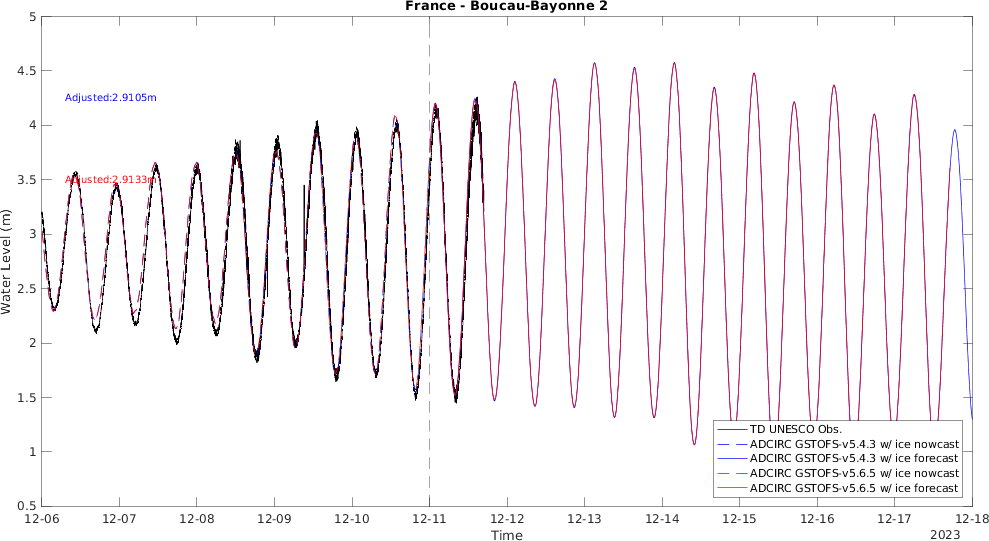 France - Boucau-Bayonne 2
5
4.5
Adjusted:2.9105m
4
3.5
Adjusted:2.9133m
3
2.5
2
1.5
1
0.5
Water Level (m)
TD UNESCO Obs.
ADCIRC GSTOFS-v5.4.3 w/ ice nowcast
ADCIRC GSTOFS-v5.4.3 w/ ice forecast
ADCIRC GSTOFS-v5.6.5 w/ ice nowcast
ADCIRC GSTOFS-v5.6.5 w/ ice forecast
12-06 12-07 12-08 12-09 12-10 12-11 12-12 12-13 12-14 12-15 12-16 12-17 12-18
Time
2023